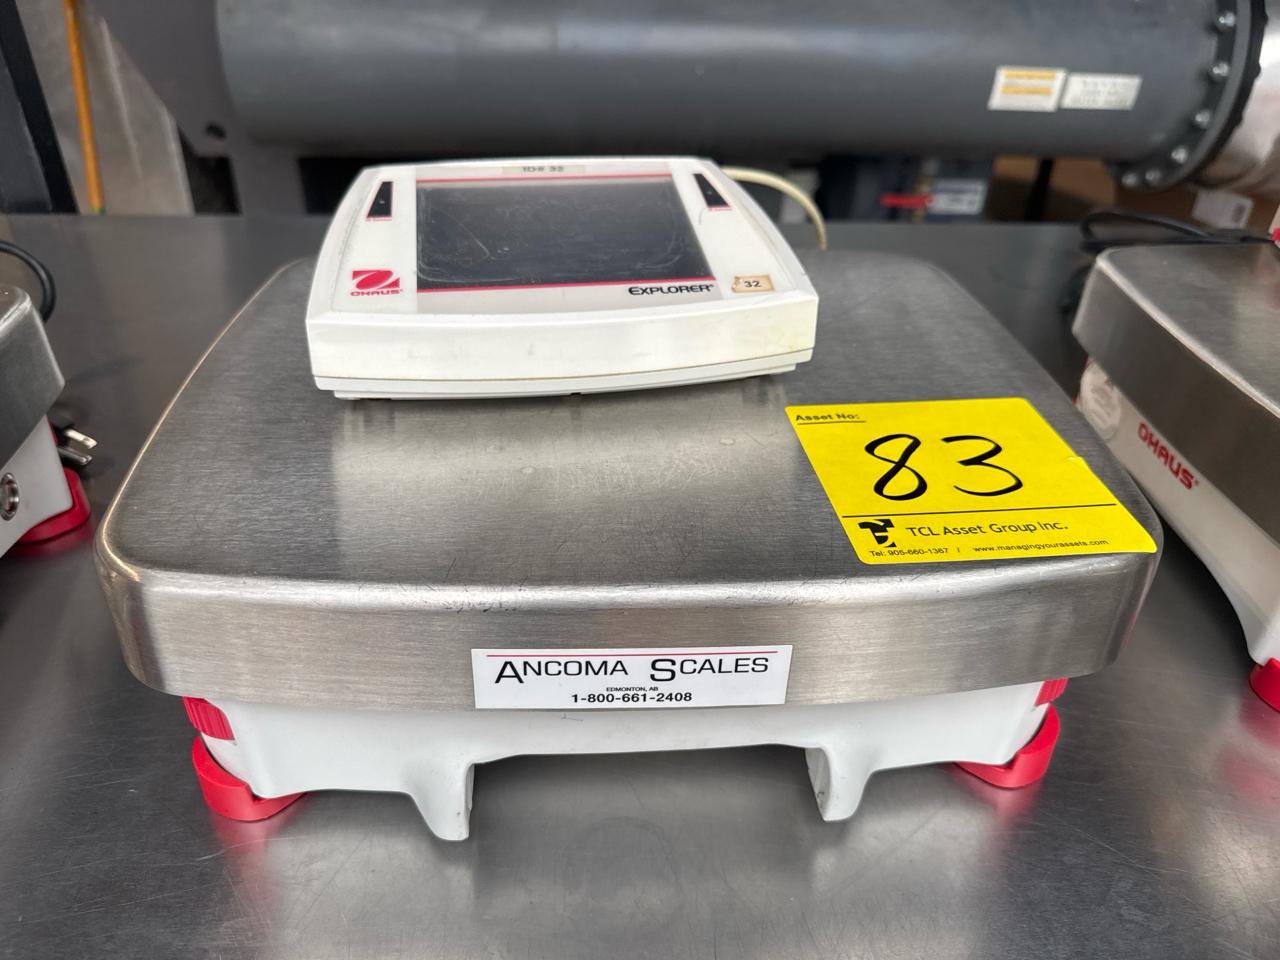 ID# 32
OHAUS
EXPLORER®
32
Asset No:
83
TCL Asset Group Inc.
Tel: 905-660-1367 / www.managingyourassets.com
OHAUS
ANCOMA SCALES
EDMONTON, AB
1-800-661-2408